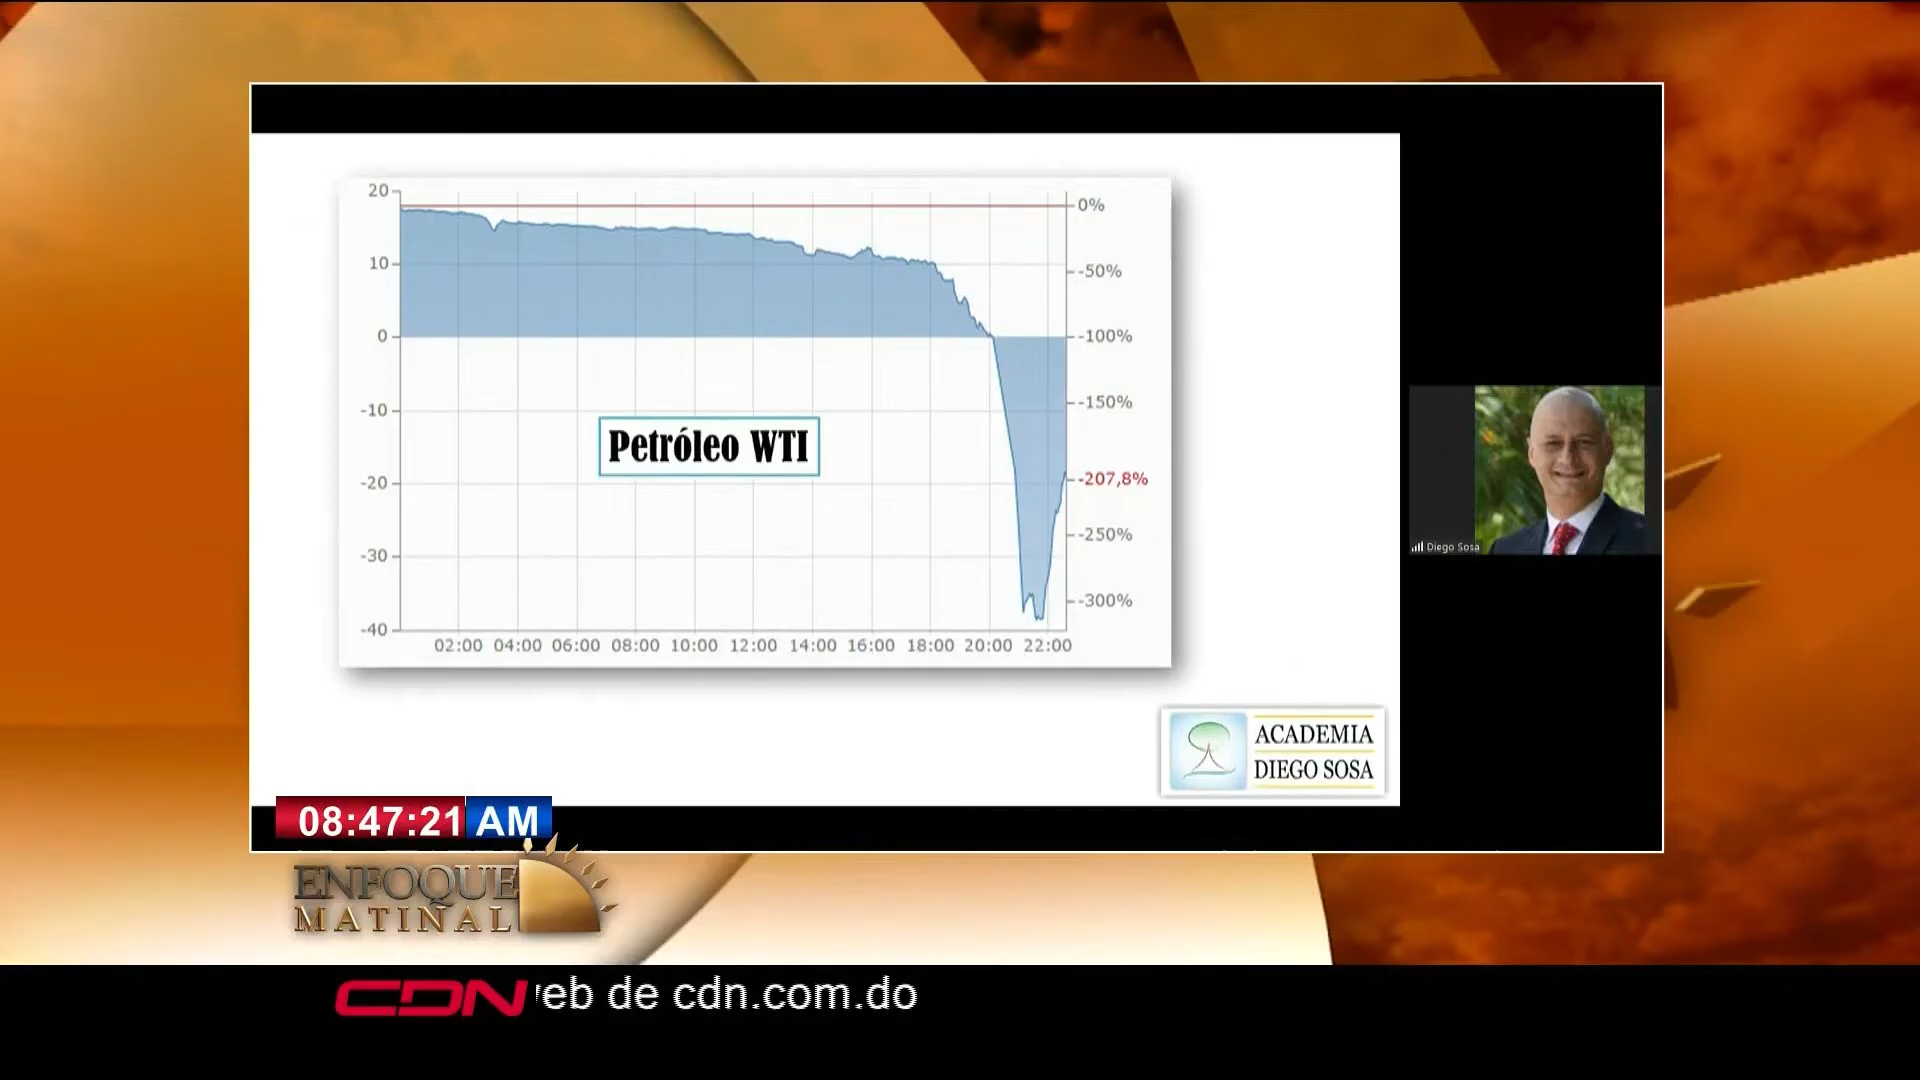 20
10
0
-10
-20
-30
-40
0%
-50%
-100%
-150%
-207,8%
-250%
-300%
Petróleo WTI
02:00 04:00 06:00 08:00 10:00 12:00 14:00 16:00 18:00 20:00 22:00
Diego Sosa
ACADEMIA
DIEGO SOSA
08:47:21 AM
ENFOQUE
MATINAL
CDN
eb de cdn.com.do